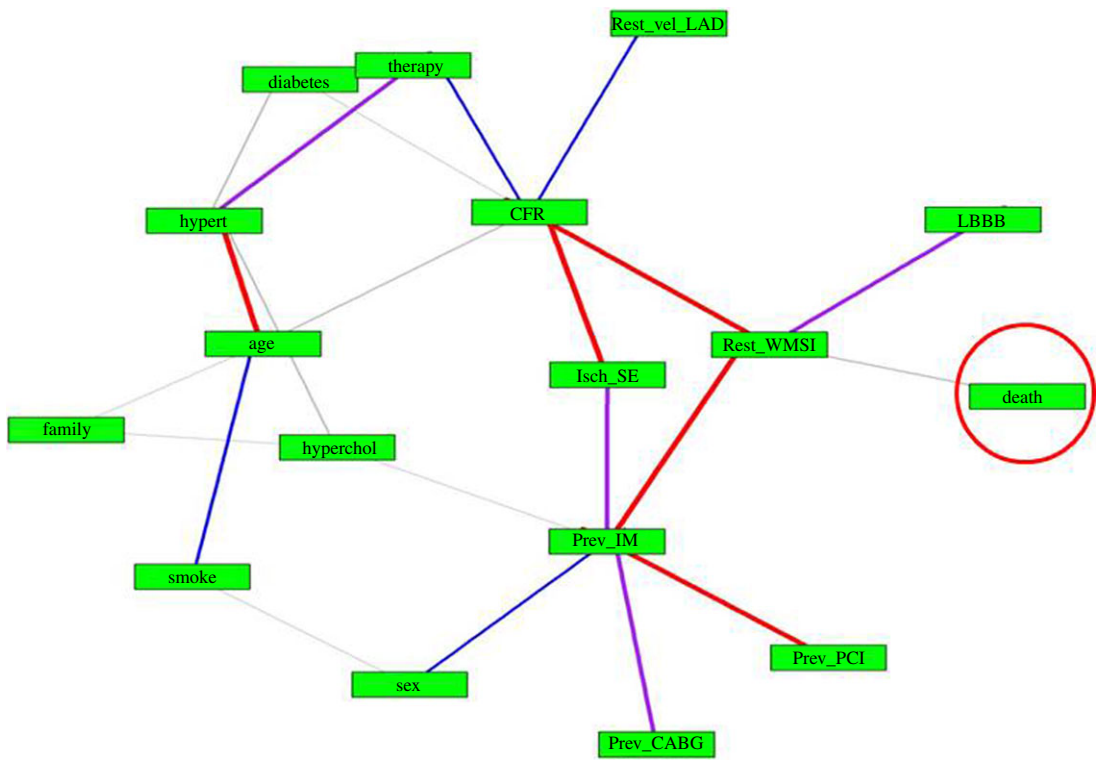 Rest_vel_LAD
therapy
diabetes
CFR
hypert
LBBB
age
Rest_WMSI
Isch_SE
death
family
hyperchol
Prev_IM
smoke
Prev_PCI
sex
Prev_CABG